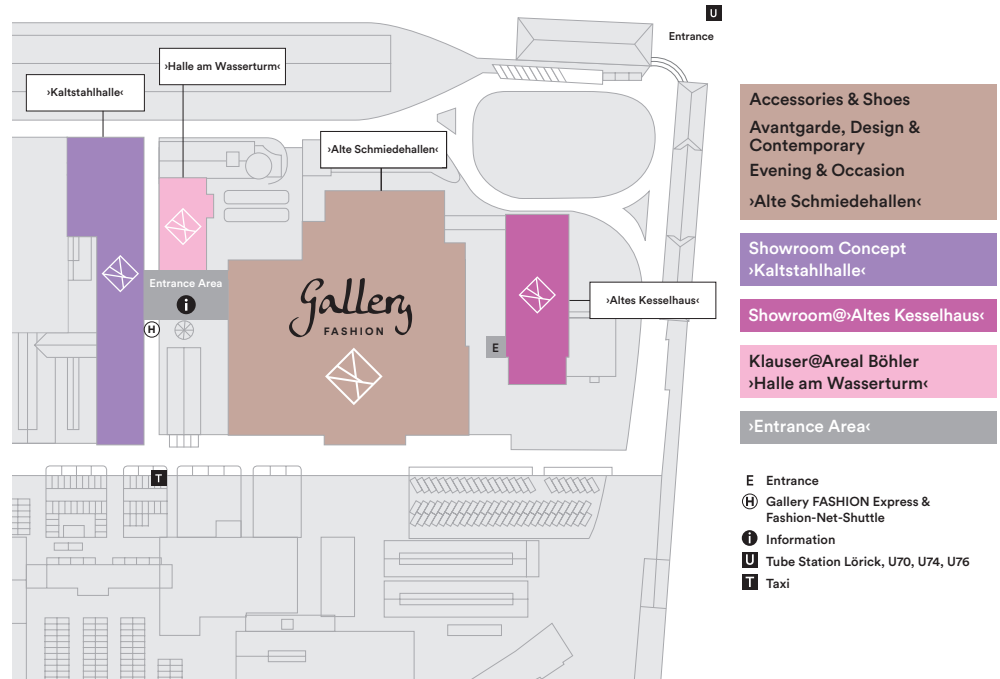 U
Entrance
›Halle am Wasserturm‹
›Kaltstahlhalle‹
›Alte Schmiedehallen‹
Entrance Area
i
H
Gallery
FASHION
›Altes Kesselhaus‹
E
T
Accessories & Shoes
Avantgarde, Design &
Contemporary
Evening & Occasion
›Alte Schmiedehallen‹
Showroom Concept
›Kaltstahlhalle‹
Showroom@›Altes Kesselhaus‹
Klauser@Areal Böhler
›Halle am Wasserturm‹
›Entrance Area‹
E Entrance
H Gallery FASHION Express &
Fashion-Net-Shuttle
i Information
U Tube Station Lörick, U70, U74, U76
T Taxi